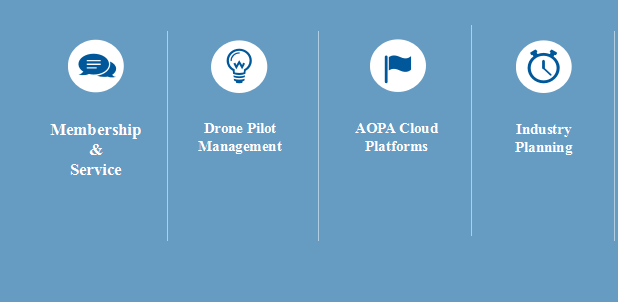 Membership
&
Service
Drone Pilot
Management
AOPA Cloud
Platforms
Industry
Planning